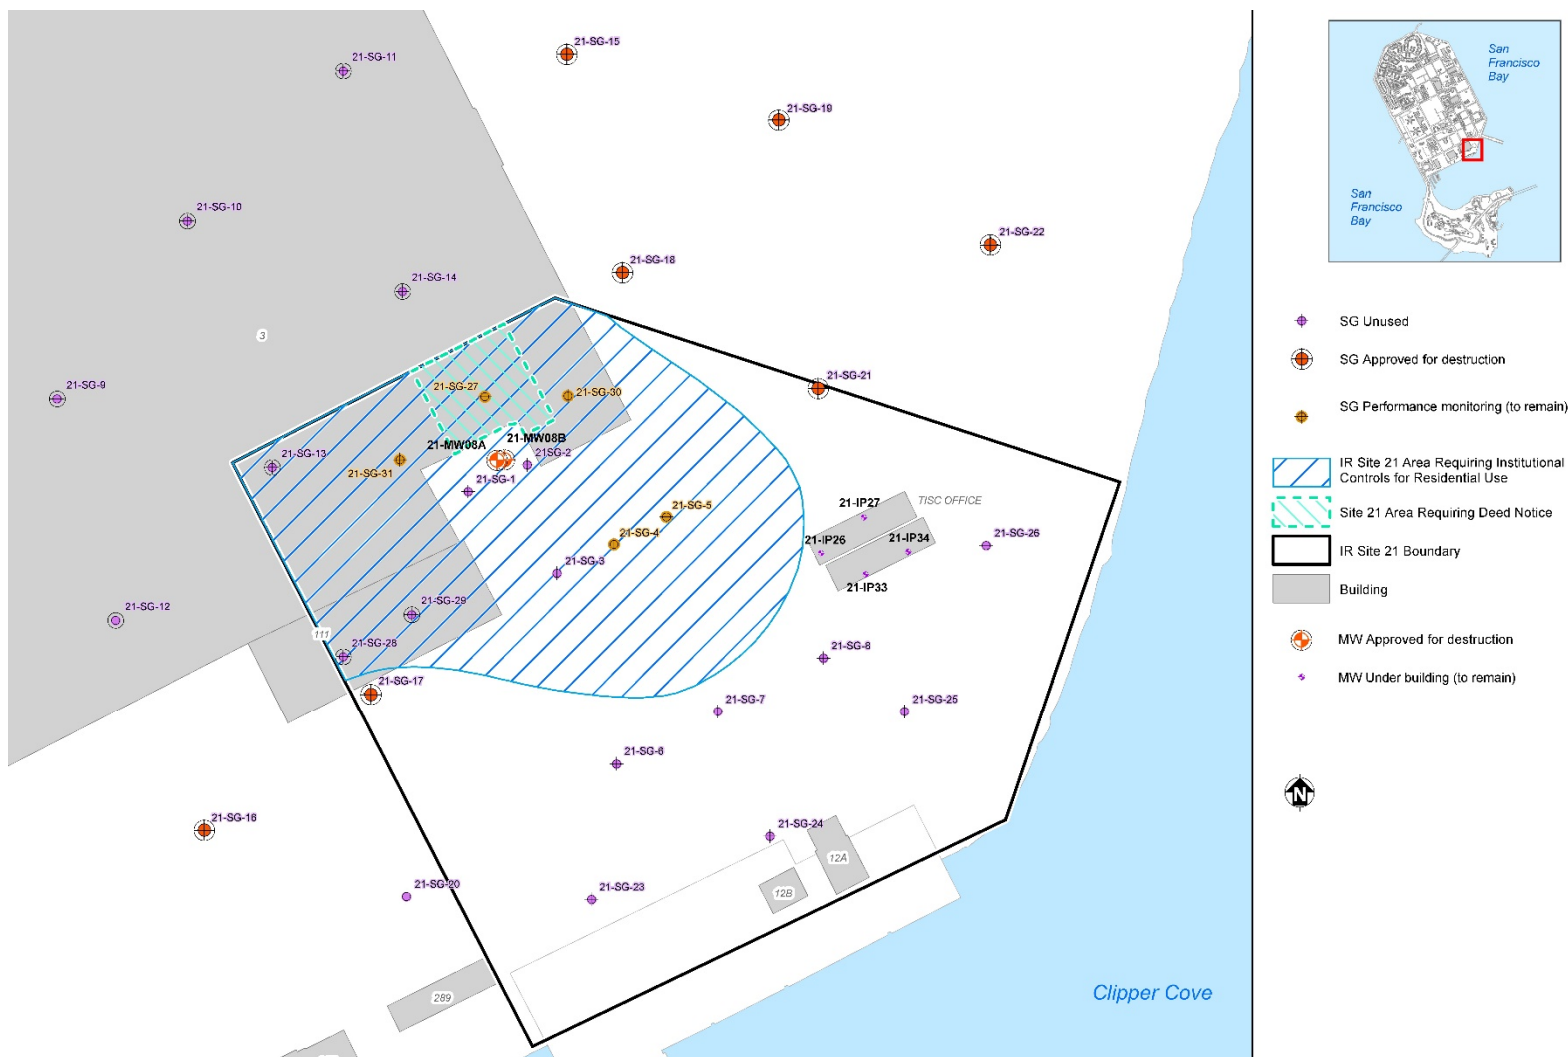 21-SG-15
21-SG-11
21-SG-19
21-SG-10
21-SG-22
21-SG-18
21-SG-14
3
21-SG-9
21-SG-21
21-SG-27
21-SG-30
21-MW08A
21-MW08B
21-SG-13
21-SG-31
21SG-2
21-SG-1
21-SG-5
21-SG-4
TISC OFFICE
21-IP27
21-IP26
21-IP34
21-IP33
21-SG-26
21-SG-3
21-SG-12
21-SG-29
111
21-SG-28
21-SG-17
21-SG-8
21-SG-7
21-SG-25
21-SG-6
21-SG-16
21-SG-24
12A
12B
21-SG-20
21-SG-23
289
Clipper Cove
San
Francisco
Bay
San
Francisco
Bay
SG Unused
SG Approved for destruction
SG Performance monitoring (to remain)
IR Site 21 Area Requiring Institutional
Controls for Residential Use
Site 21 Area Requiring Deed Notice
IR Site 21 Boundary
Building
MW Approved for destruction
MW Under building (to remain)
N